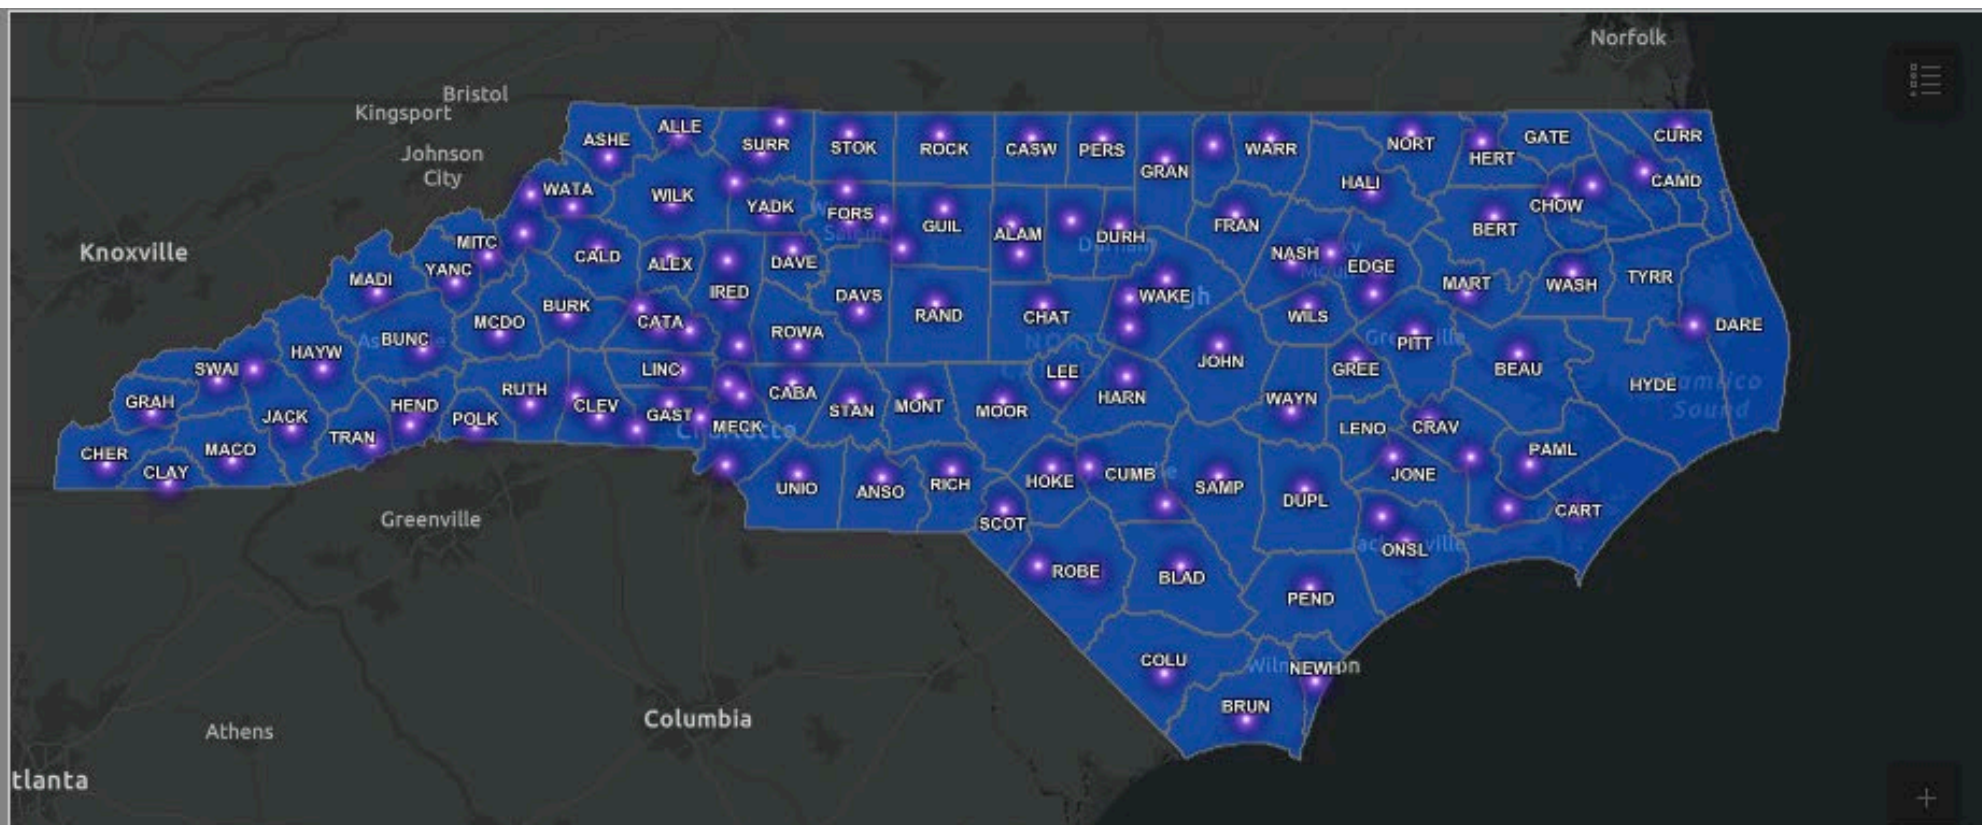 Norfolk
Bristol
Kingsport
Johnson
City
Knoxville
ASHE
ALLE
SURR
STOK
ROCK
CASW
PERS
GRAN
WARR
NORT
HERT
GATE
CURR
CAMD
WATA
WILK
YADK
FORS
GUIL
ALAM
DURH
FRAN
HALI
BERT
CHOW
MITC
YANC
MADI
CALD
ALEX
IRED
DAVE
DAVS
RAND
CHAT
WAKE
NASH
EDGE
MART
WASH
TYRR
DARE
BURK
MCDO
BUNC
CATA
ROWA
WILS
PITT
BEAU
HYDE
Pamlico
Sound
HAYW
SWAI
GRAH
JACK
HEND
POLK
RUTH
CLEV
LINC
GAST
MECK
CABA
STAN
MONT
MOOR
LEE
HARN
JOHN
WAYN
GREE
LENO
CRAV
PAML
CHER
CLAY
MACO
TRAN
UNIO
ANSO
RICH
HOKE
CUMB
SAMP
DUPL
JONE
CART
SCOT
ONSL
ROBE
BLAD
PEND
COLU
NEWH
BRUN
Greenville
Columbia
Athens
tlanta